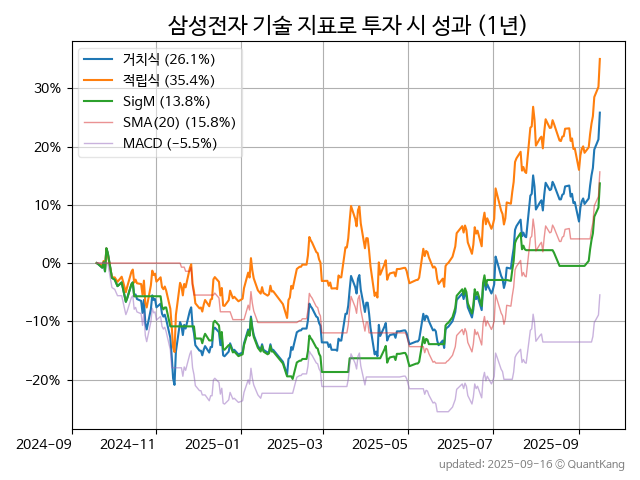 삼성전자 기술 지표로 투자 시 성과 (1년)
거치식 (26.1%)
적립식 (35.4%)
SigM (13.8%)
SMA(20) (15.8%)
MACD (−5.5%)
30%
20%
10%
0%
−10%
−20%
2024-09 2024-11 2025-01 2025-03 2025-05 2025-07 2025-09
updated: 2025-09-16 © QuantKang